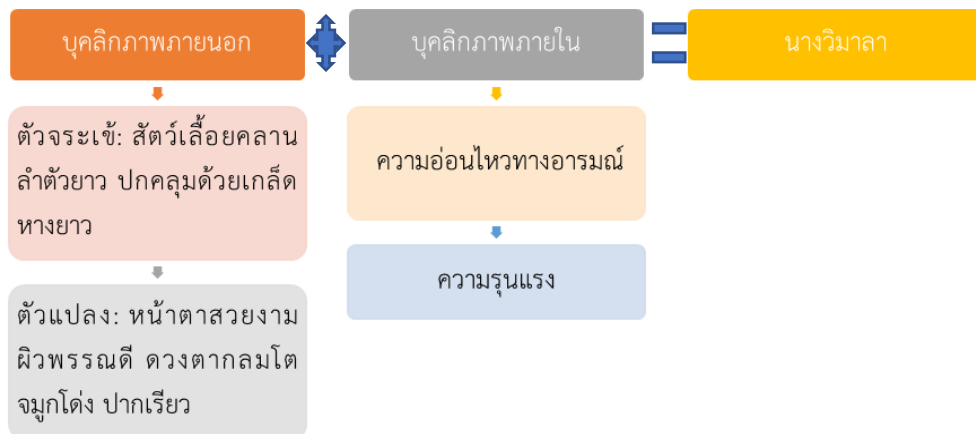 บุคลิกภาพภายนอก
บุคลิกภาพภายใน
นางวิมาลา
ตัวจระเข้: สัตว์เลื้อยคลาน
ลำตัวยาว ปกคลุมด้วยเกล็ด
หางยาว
ความอ่อนไหวทางอารมณ์
ความรุนแรง
ตัวแปลง: หน้าตาสวยงาม
ผิวพรรณดี ดวงตากลมโต
จมูกโด่ง ปากเรียว